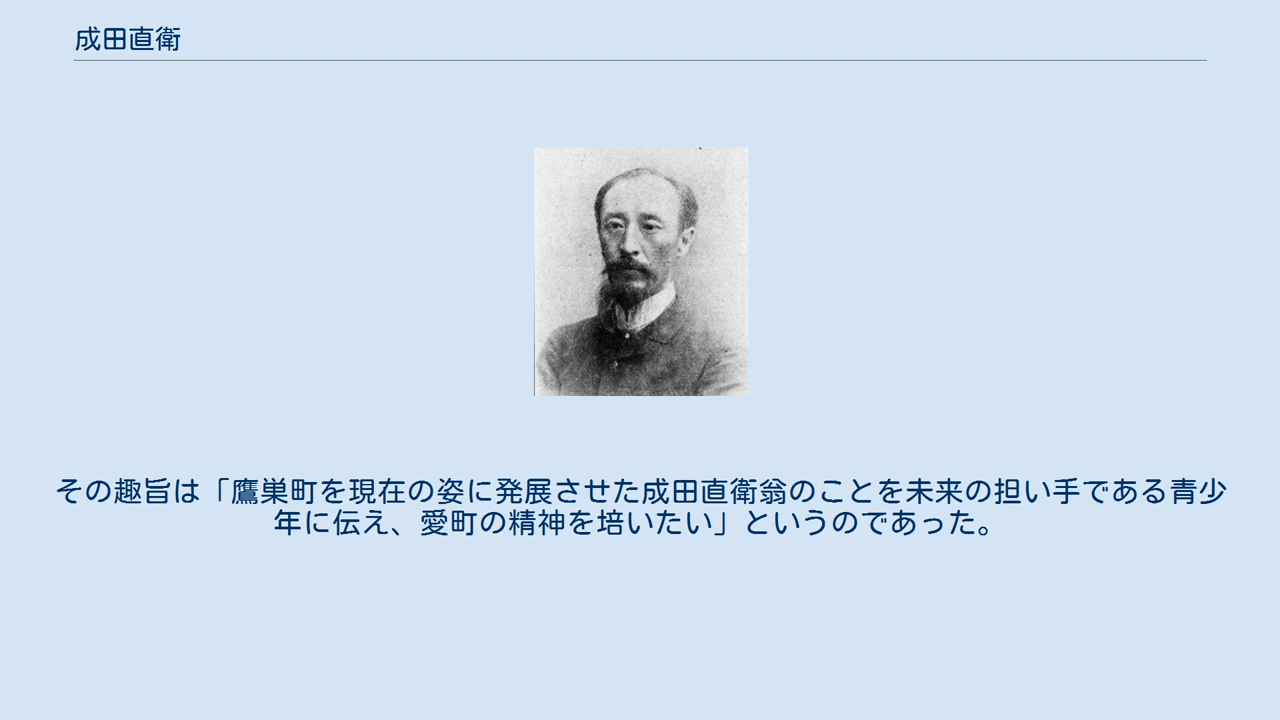 成田直衛
その趣旨は「鷹巣町を現在の姿に発展させた成田直衛翁のことを未来の担い手である青少
年に伝え、愛町の精神を培いたい」というのであった。